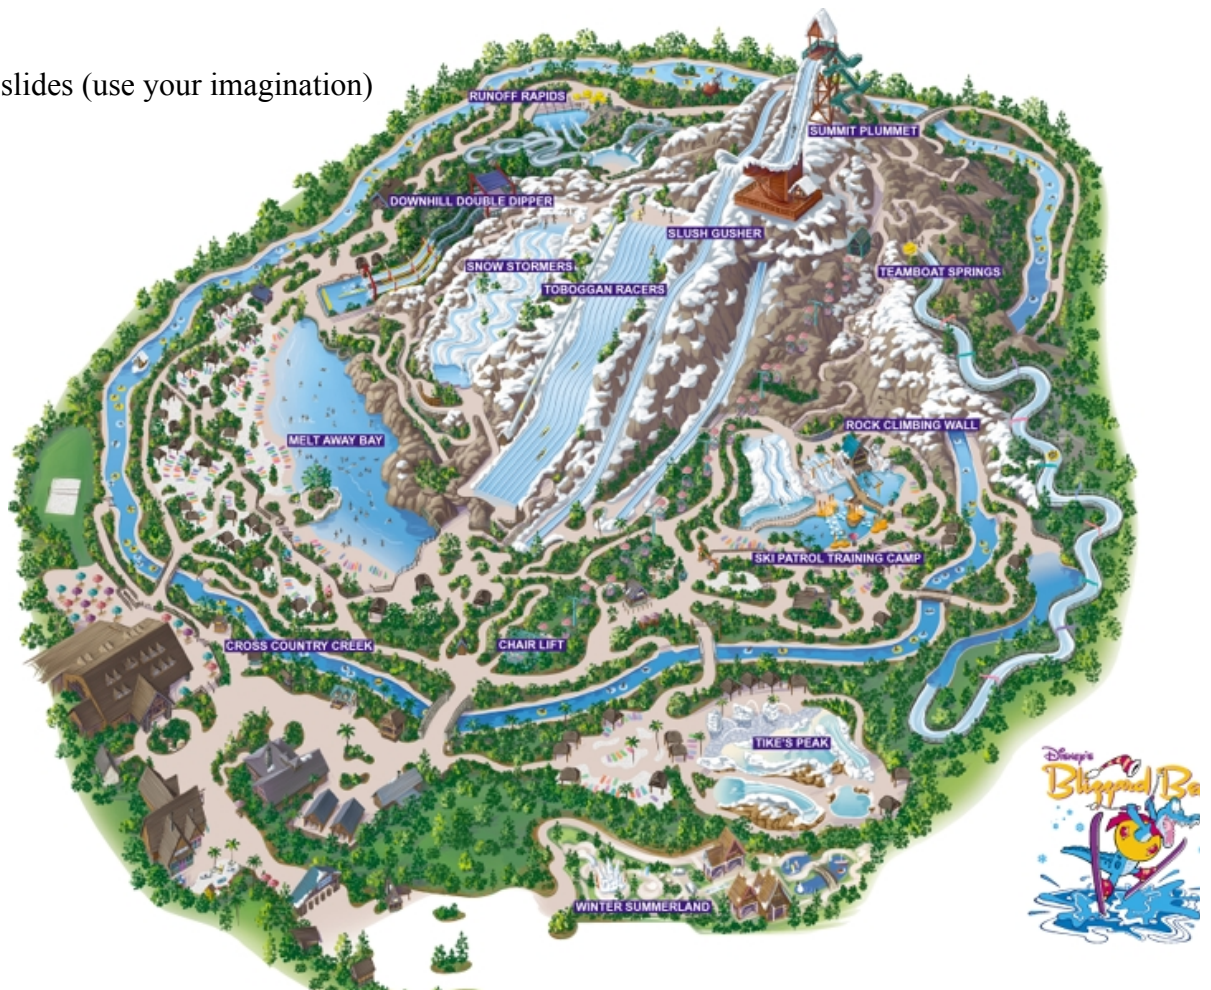 slides (use your imagination)
RUNOFF RAPIDS
SUMMIT PLUMMET
DOWNHILL DOUBLE DIPPER
SLUSH GUSHER
SNOW STORMERS
TEAMBOAT SPRINGS
TOBOGGAN RACERS
ROCK CLIMBING WALL
MELT AWAY BAY
SKI PATROL TRAINING CAMP
CROSS COUNTRY CREEK
CHAIR LIFT
TIKE'S PEAK
Disney's
Blizzard Be
WINTER SUMMERLAND